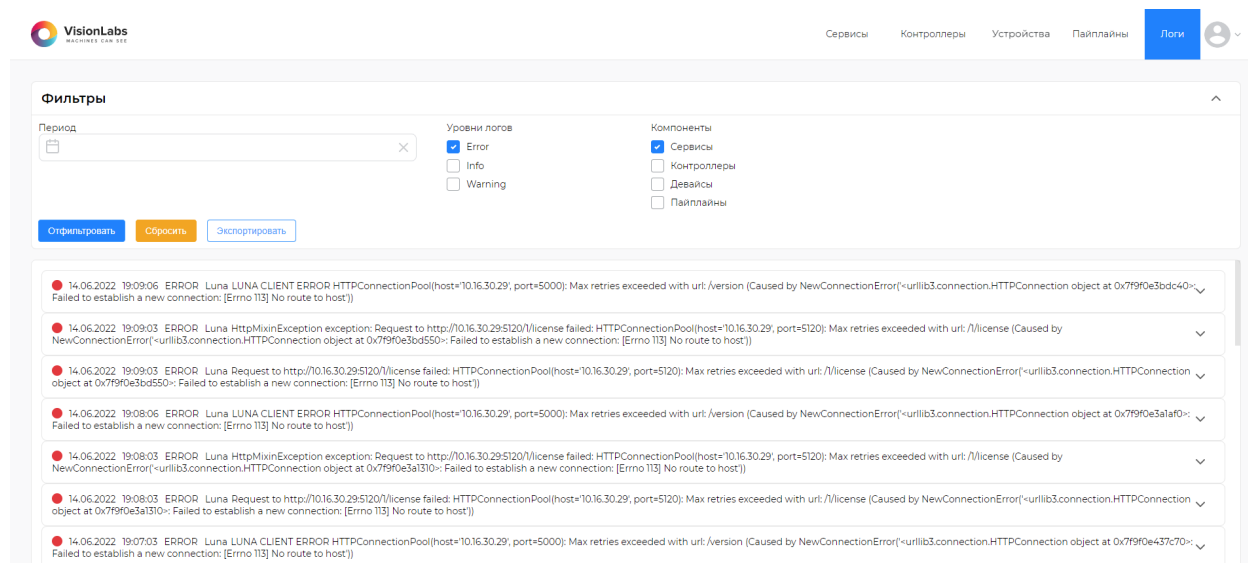 VisionLabs
MACHINES CAN SEE
Сервисы Контроллеры Устройства Пайплайны Логи
Фильтры
Период Уровни логов Компоненты
Error Сервисы
Info Контроллеры
Warning Девайсы
Пайплайны
Отфильтровать Сбросить Экспортировать
14.06.2022 19:09:06 ERROR Luna LUNA CLIENT ERROR HTTPConnectionPool(host='10.16.30.29', port=5000): Max retries exceeded with url: /version (Caused by NewConnectionError('<urllib3.connection.HTTPConnection object at 0x7f9f0e3bdc40>:
Failed to establish a new connection: [Errno 113] No route to host'))
14.06.2022 19:09:03 ERROR Luna HttpMixinException exception: Request to http://10.16.30.29:5120/1/license failed: HTTPConnectionPool(host='10.16.30.29', port=5120): Max retries exceeded with url: /1/license (Caused by
NewConnectionError('<urllib3.connection.HTTPConnection object at 0x7f9f0e3bd550>: Failed to establish a new connection: [Errno 113] No route to host'))
14.06.2022 19:09:03 ERROR Luna Request to http://10.16.30.29:5120/1/license failed: HTTPConnectionPool(host='10.16.30.29', port=5120): Max retries exceeded with url: /1/license (Caused by NewConnectionError('<urllib3.connection.HTTPConnection
object at 0x7f9f0e3bd550>: Failed to establish a new connection: [Errno 113] No route to host'))
14.06.2022 19:08:06 ERROR Luna LUNA CLIENT ERROR HTTPConnectionPool(host='10.16.30.29', port=5000): Max retries exceeded with url: /version (Caused by NewConnectionError('<urllib3.connection.HTTPConnection object at 0x7f9f0e3a1af0>:
Failed to establish a new connection: [Errno 113] No route to host'))
14.06.2022 19:08:03 ERROR Luna HttpMixinException exception: Request to http://10.16.30.29:5120/1/license failed: HTTPConnectionPool(host='10.16.30.29', port=5120): Max retries exceeded with url: /1/license (Caused by
NewConnectionError('<urllib3.connection.HTTPConnection object at 0x7f9f0e3a1310>: Failed to establish a new connection: [Errno 113] No route to host'))
14.06.2022 19:08:03 ERROR Luna Request to http://10.16.30.29:5120/1/license failed: HTTPConnectionPool(host='10.16.30.29', port=5120): Max retries exceeded with url: /1/license (Caused by NewConnectionError('<urllib3.connection.HTTPConnection
object at 0x7f9f0e3a1310>: Failed to establish a new connection: [Errno 113] No route to host'))
14.06.2022 19:07:03 ERROR Luna LUNA CLIENT ERROR HTTPConnectionPool(host='10.16.30.29', port=5000): Max retries exceeded with url: /version (Caused by NewConnectionError('<urllib3.connection.HTTPConnection object at 0x7f9f0e437c70>:
Failed to establish a new connection: [Errno 113] No route to host'))